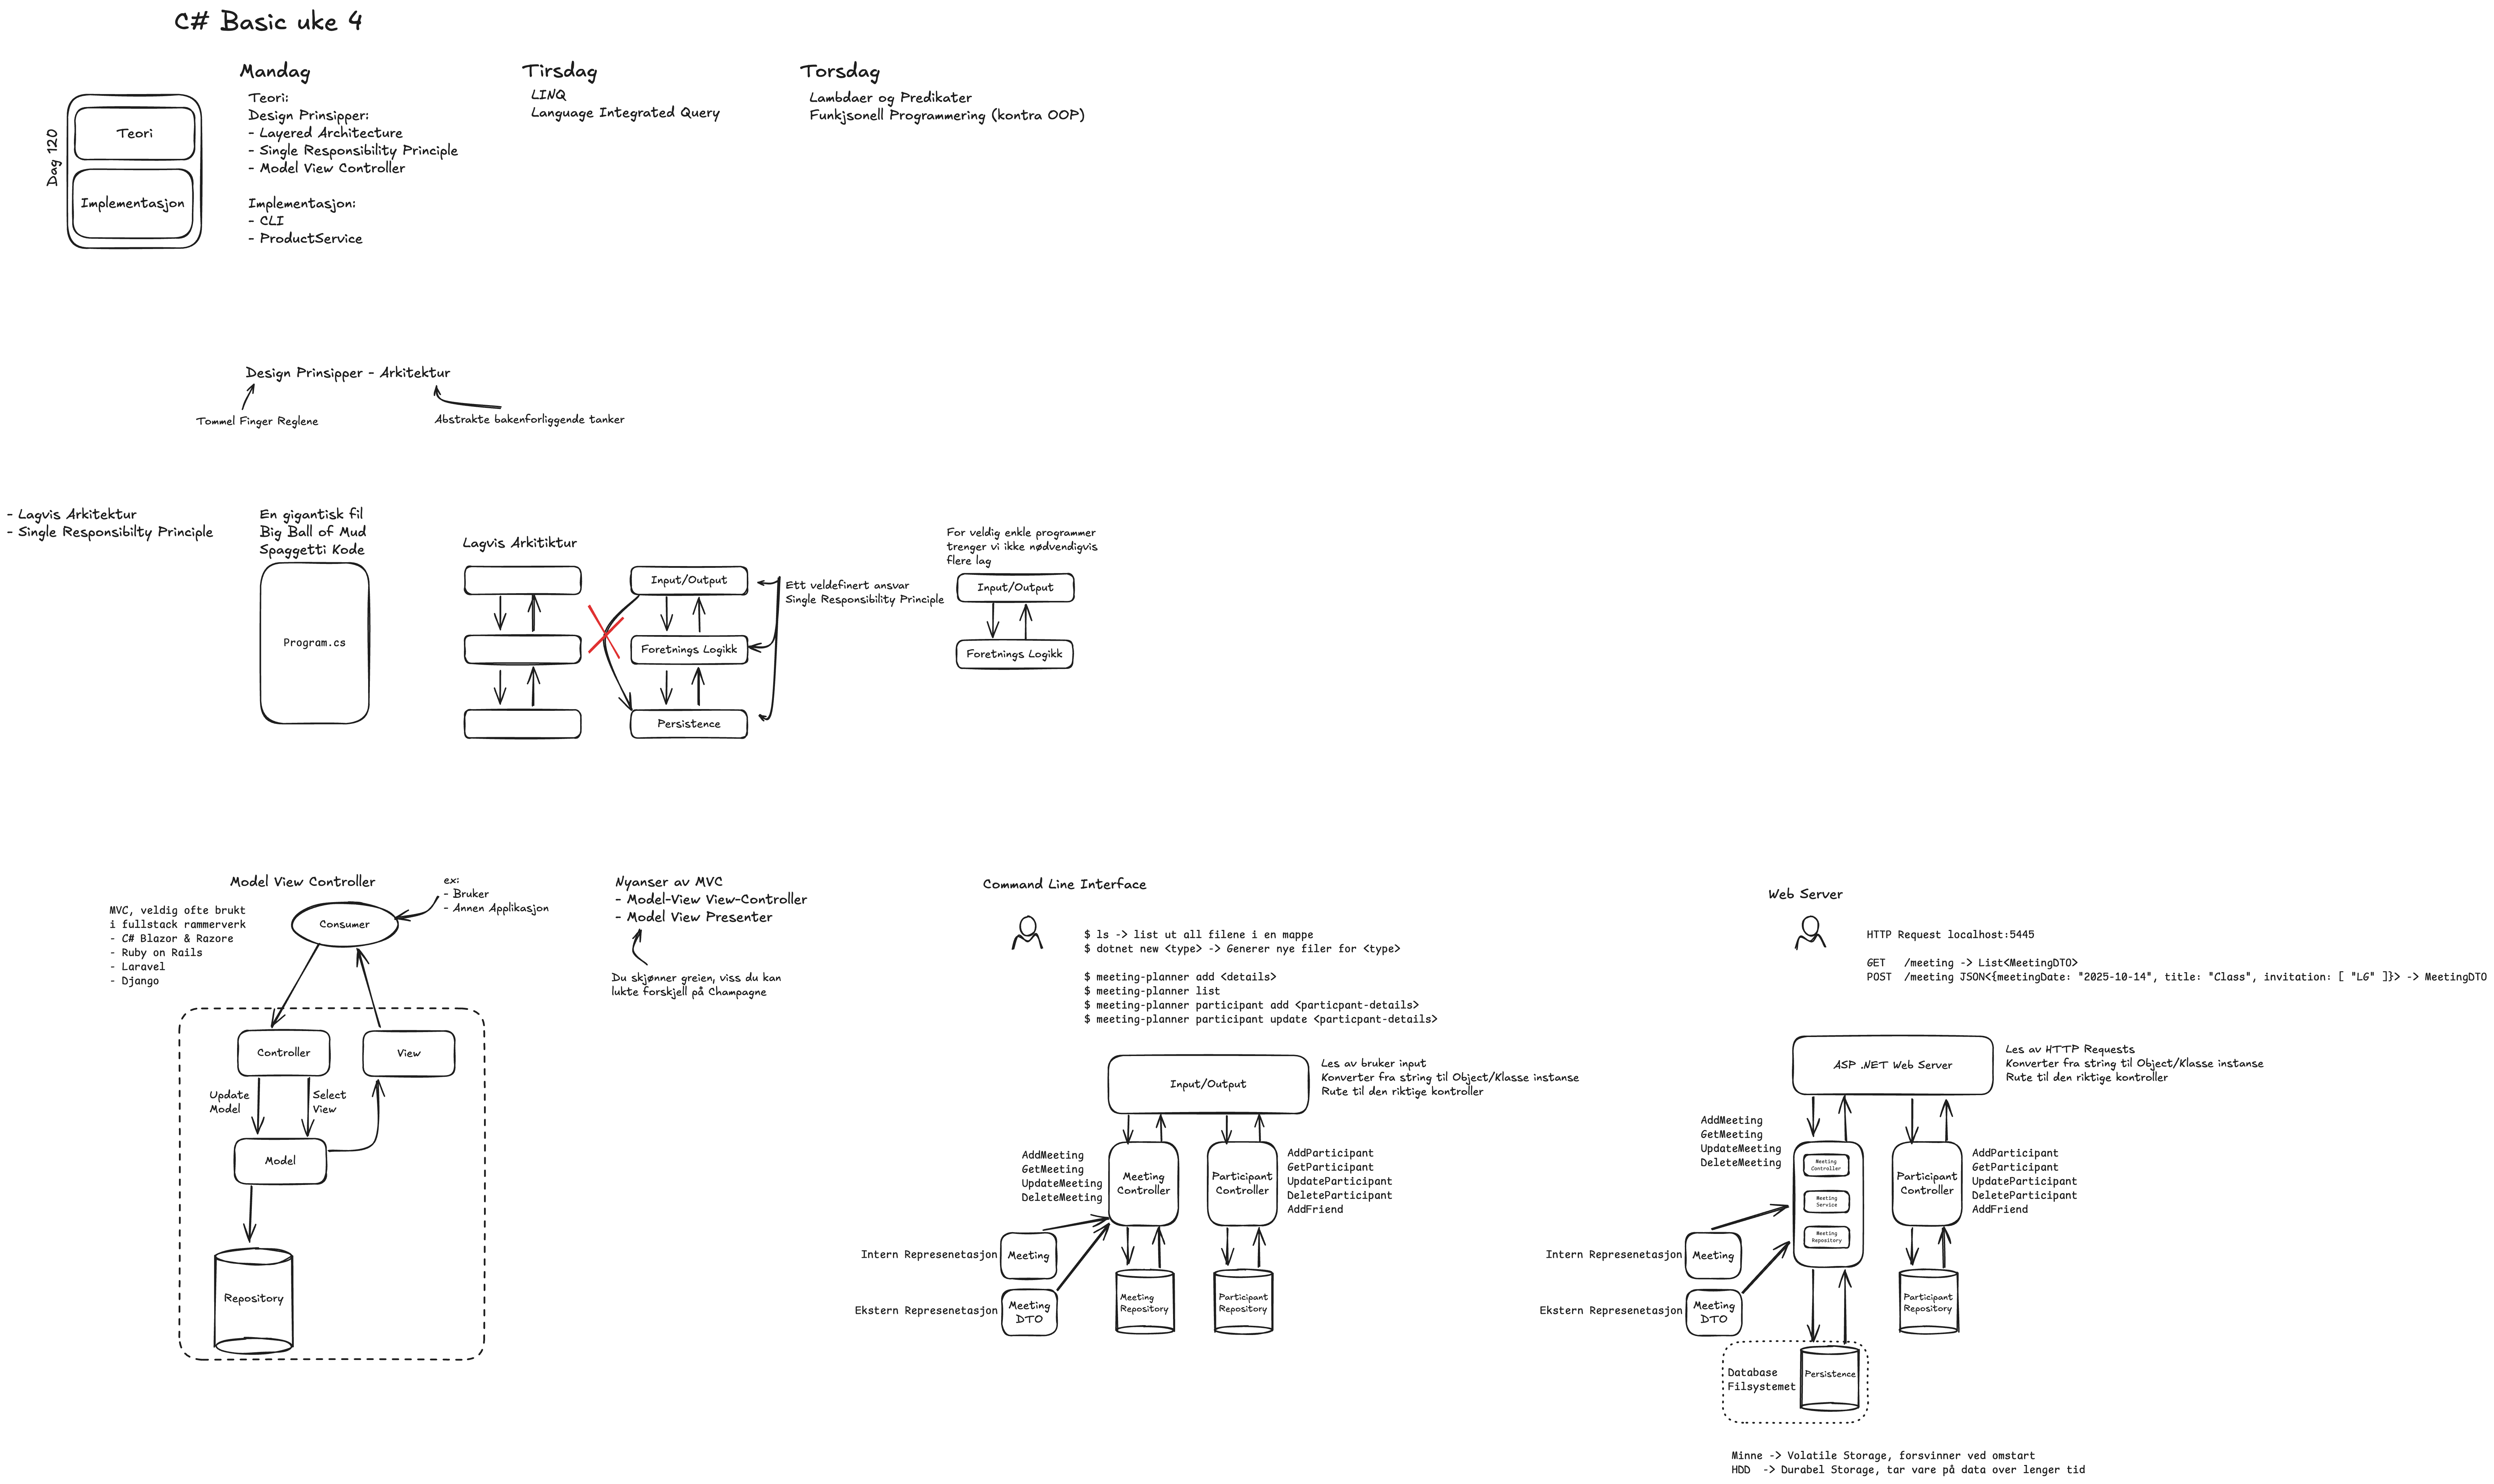 C# Basic uke 4
Mandag
Teori:
Design Prinsipper:
- Layered Architecture
- Single Responsibility Principle
- Model View Controller
Implementasjon:
- CLI
- ProductService
Tirsdag
LINQ
Language Integrated Query
Torsdag
Lambdaer og Predikater
Funkjsonell Programmering (kontra OOP)
Dag 120
Teori
Implementasjon
Design Prinsipper - Arkitektur
Tommel Finger Reglene
Abstrakte bakenforliggende tanker
- Lagvis Arkitektur
- Single Responsibilty Principle
En gigantisk fil
Big Ball of Mud
Spaggetti Kode
Program.cs
Lagvis Arkitiktur
Input/Output
Foretnings Logikk
Persistence
Ett veldefinert ansvar
Single Responsibility Principle
For veldig enkle programmer
trenger vi ikke nødvendigvis
flere lag
Input/Output
Foretnings Logikk
Model View Controller
MVC, veldig ofte brukt
i fullstack rammerverk
- C# Blazor & Razore
- Ruby on Rails
- Laravel
- Django
ex:
- Bruker
- Annen Applikasjon
Consumer
Controller
View
Update
Model
Select
View
Model
Repository
Nyanser av MVC
- Model-View View-Controller
- Model View Presenter
Du skjønner greien, viss du kan
lukte forskjell på Champagne
Command Line Interface
$ ls -> list ut all filene i en mappe
$ dotnet new <type> -> Generer nye filer for <type>
$ meeting-planner add <details>
$ meeting-planner list
$ meeting-planner participant add <particpant-details>
$ meeting-planner participant update <particpant-details>
Input/Output
Les av bruker input
Konverter fra string til Object/Klasse instanse
Rute til den riktige kontroller
AddMeeting
GetMeeting
UpdateMeeting
DeleteMeeting
Meeting
Controller
Participant
Controller
AddParticipant
GetParticipant
UpdateParticipant
DeleteParticipant
AddFriend
Intern Represenetasjon
Meeting
Ekstern Represenetasjon
Meeting
DTO
Meeting
Repository
Participant
Repository
Web Server
HTTP Request localhost:5445
GET /meeting -> List<MeetingDTO>
POST /meeting JSON<{meetingDate: "2025-10-14", title: "Class", invitation: [ "LG" ]}> -> MeetingDTO
ASP .NET Web Server
Les av HTTP Requests
Konverter fra string til Object/Klasse instanse
Rute til den riktige kontroller
AddMeeting
GetMeeting
UpdateMeeting
DeleteMeeting
Meeting
Controller
Meeting
Service
Meeting
Repository
Participant
Controller
AddParticipant
GetParticipant
UpdateParticipant
DeleteParticipant
AddFriend
Intern Represenetasjon
Meeting
Ekstern Represenetasjon
Meeting
DTO
Participant
Repository
Database
Filsystemet
Persistence
Minne -> Volatile Storage, forsvinner ved omstart
HDD -> Durabel Storage, tar vare på data over lenger tid